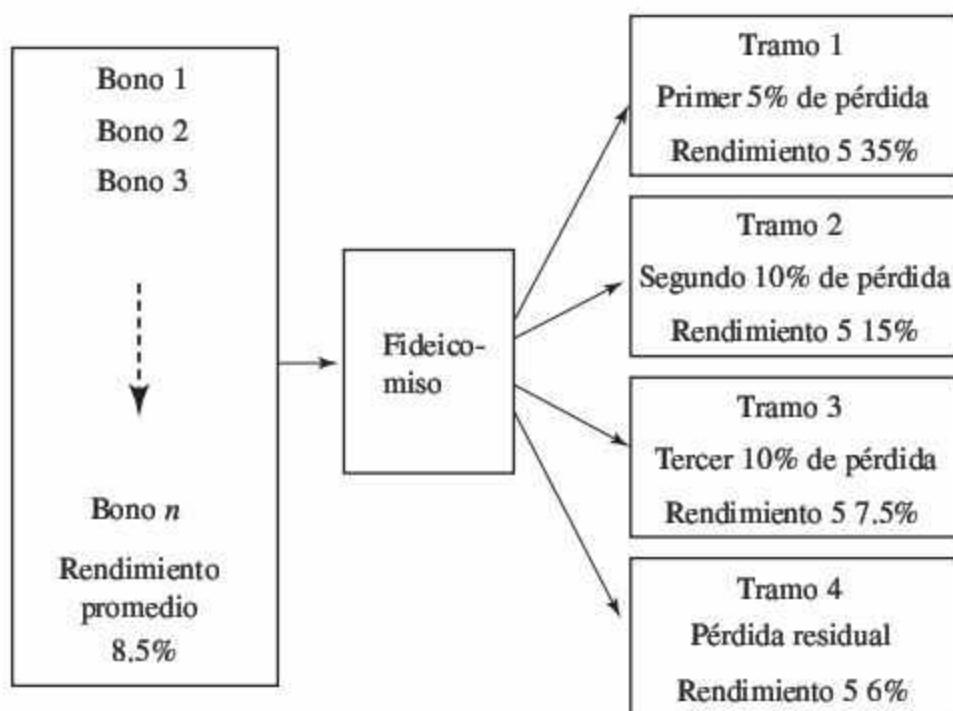 Bono 1
Bono 2
Bono 3
Bono n
Rendimiento
promedio
8.5%
Fideico-
miso
Tramo 1
Primer 5% de pérdida
Rendimiento 5 35%
Tramo 2
Segundo 10% de pérdida
Rendimiento 5 15%
Tramo 3
Tercer 10% de pérdida
Rendimiento 5 7.5%
Tramo 4
Pérdida residual
Rendimiento 5 6%